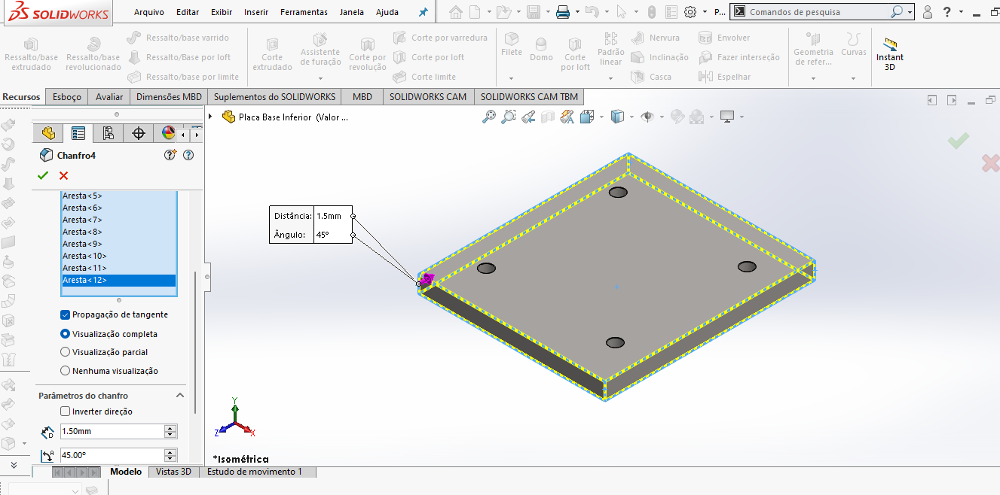 SOLIDWORKS
Arquivo Editar Exibir Inserir Ferramentas Janela Ajuda
P... Comandos de pesquisa ?
Ressalto/base extrudado
Ressalto/base revolucionado
Ressalto/base varrido
Ressalto/Base por loft
Ressalto/base por limite
Corte extrudado
Assistente de furação
Corte por revolução
Corte por varredura
Corte por loft
Corte limite
Filete
Domo
Corte por loft
Padrão linear
Nervura
Inclinação
Casca
Envolver
Fazer interseção
Espelhar
Geometria de refer...
Curvas
Instant 3D
Recursos Esboço Avaliar Dimensões MBD Suplementos do SOLIDWORKS MBD SOLIDWORKS CAM SOLIDWORKS CAM TBM
Placa Base Inferior (Valor ...
Chanfro4
Aresta<5>
Aresta<6>
Aresta<7>
Aresta<8>
Aresta<9>
Aresta<10>
Aresta<11>
Aresta<12>
Propagação de tangente
Visualização completa
Visualização parcial
Nenhuma visualização
Parâmetros do chanfro
Inverter direção
1.50mm
45.00º
Distância: 1.5mm
Ângulo: 45º
Y
Z X
*Isométrica
Modelo Vistas 3D Estudo de movimento 1